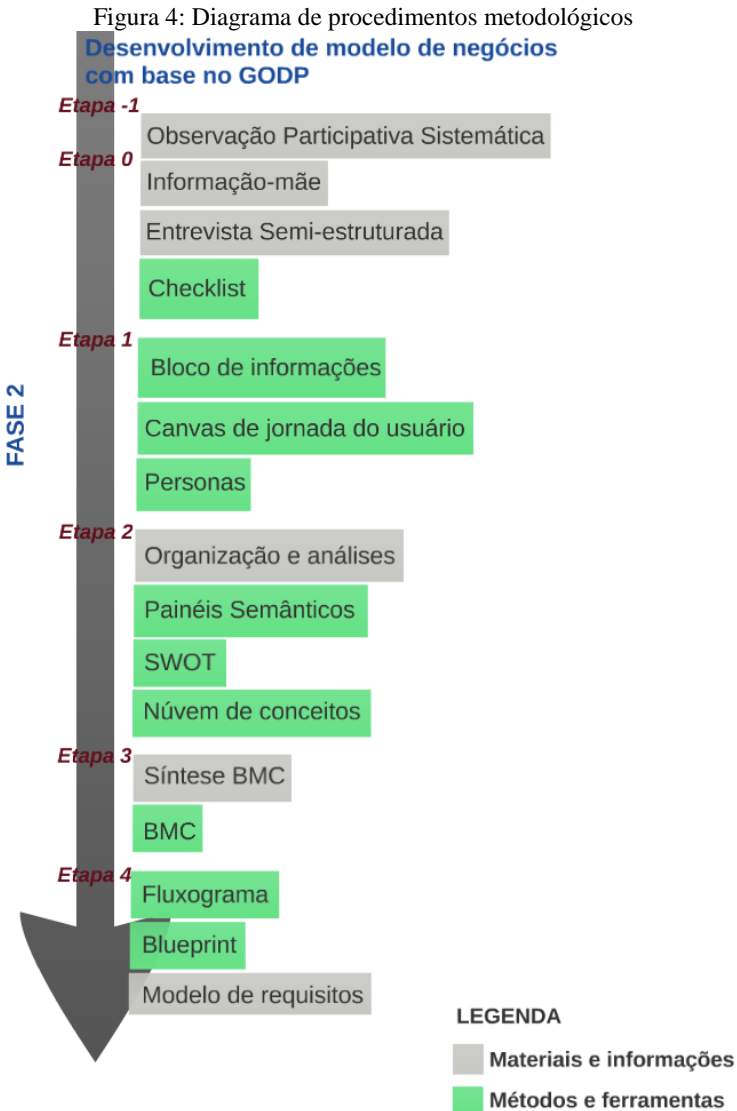 Figura 4: Diagrama de procedimentos metodológicos
Desenvolvimento de modelo de negócios
com base no GODP
Etapa -1
Observação Participativa Sistemática
Etapa 0
Informação-mãe
Entrevista Semi-estruturada
Checklist
Etapa 1
Bloco de informações
FASE 2
Canvas de jornada do usuário
Personas
Etapa 2
Organização e análises
Painéis Semânticos
SWOT
Núvem de conceitos
Etapa 3
Síntese BMC
BMC
Etapa 4
Fluxograma
Blueprint
Modelo de requisitos
LEGENDA
Materiais e informações
Métodos e ferramentas